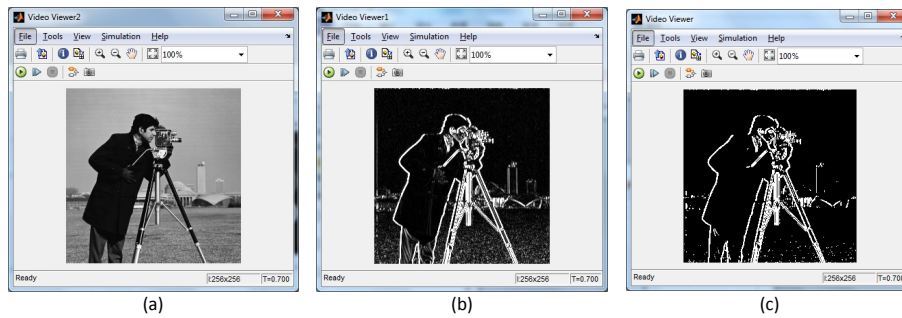 Video Viewer2
File Tools View Simulation Help
100%
Ready
I:256x256
T=0.700
(a)
Video Viewer1
File Tools View Simulation Help
100%
Ready
I:256x256
T=0.700
(b)
Video Viewer
File Tools View Simulation Help
100%
Ready
I:256x256
T=0.700
(c)